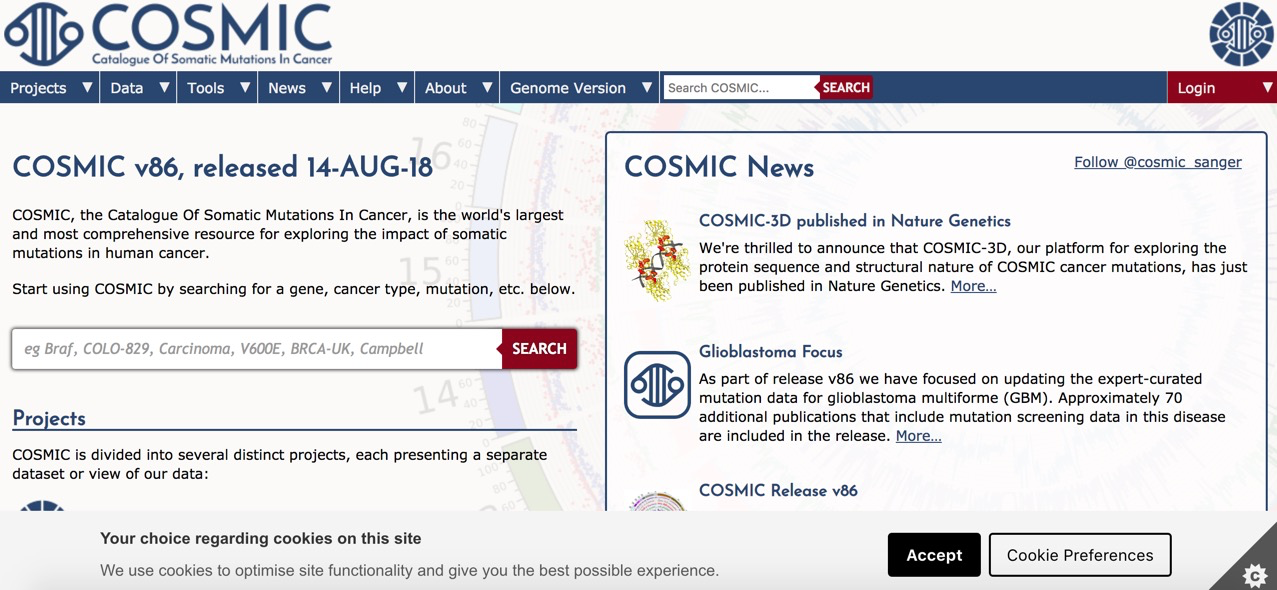 COSMIC
Catalogue Of Somatic Mutations In Cancer
Projects ▼ Data ▼ Tools ▼ News ▼ Help ▼ About ▼ Genome Version ▼ Search COSMIC... SEARCH Login ▼
COSMIC v86, released 14-AUG-18
COSMIC, the Catalogue Of Somatic Mutations In Cancer, is the world's largest
and most comprehensive resource for exploring the impact of somatic
mutations in human cancer.
Start using COSMIC by searching for a gene, cancer type, mutation, etc. below.
eg Braf, COLO-829, Carcinoma, V600E, BRCA-UK, Campbell SEARCH
Projects
COSMIC is divided into several distinct projects, each presenting a separate
dataset or view of our data:
16
15
14
COSMIC News
Follow @cosmic_sanger
COSMIC-3D published in Nature Genetics
We're thrilled to announce that COSMIC-3D, our platform for exploring the
protein sequence and structural nature of COSMIC cancer mutations, has just
been published in Nature Genetics. More...
Glioblastoma Focus
As part of release v86 we have focused on updating the expert-curated
mutation data for glioblastoma multiforme (GBM). Approximately 70
additional publications that include mutation screening data in this disease
are included in the release. More...
COSMIC Release v86
Your choice regarding cookies on this site
We use cookies to optimise site functionality and give you the best possible experience.
Accept
Cookie Preferences